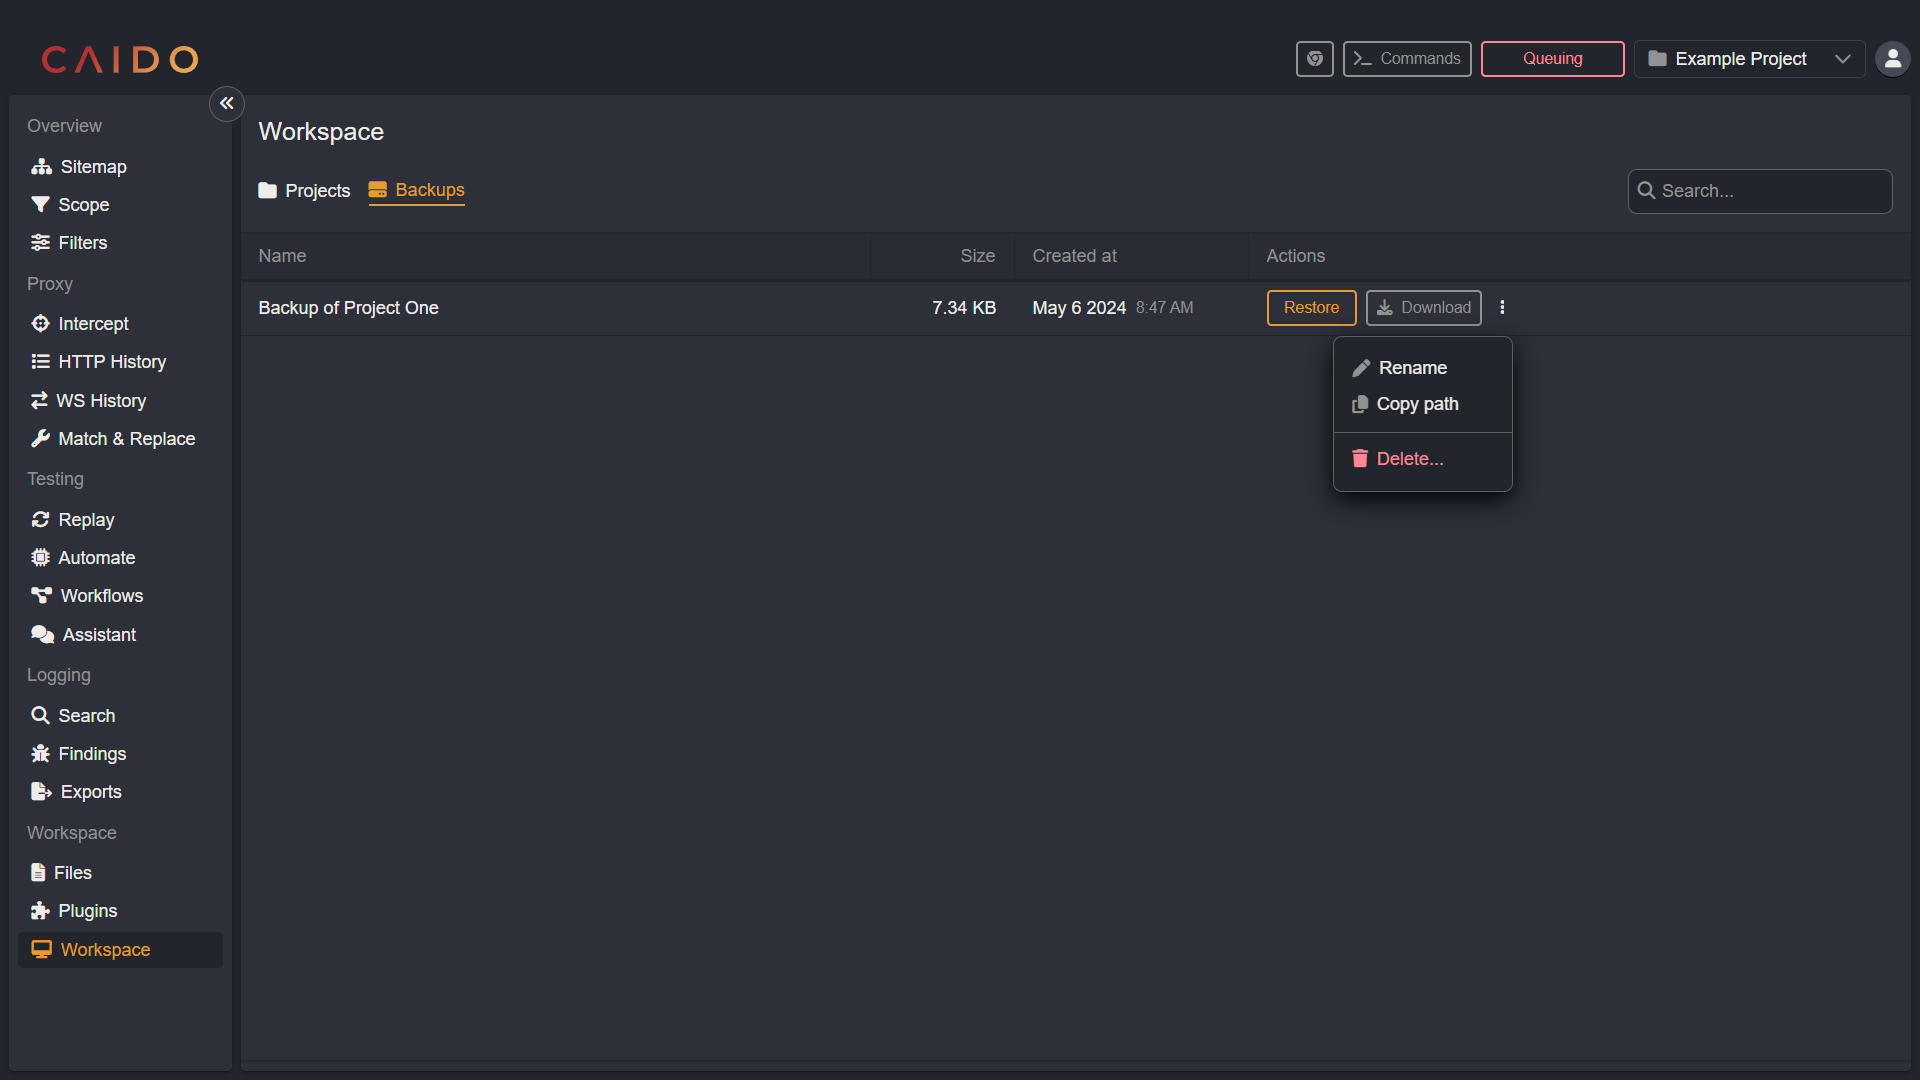 CAIDO
Commands
Queuing
Example Project
Overview
Sitemap
Scope
Filters
Proxy
Intercept
HTTP History
WS History
Match & Replace
Testing
Replay
Automate
Workflows
Assistant
Logging
Search
Findings
Exports
Workspace
Files
Plugins
Workspace
Workspace
Projects Backups
Search...
Name Size Created at Actions
Backup of Project One 7.34 KB May 6 2024 8:47 AM Restore Download
Rename
Copy path
Delete...